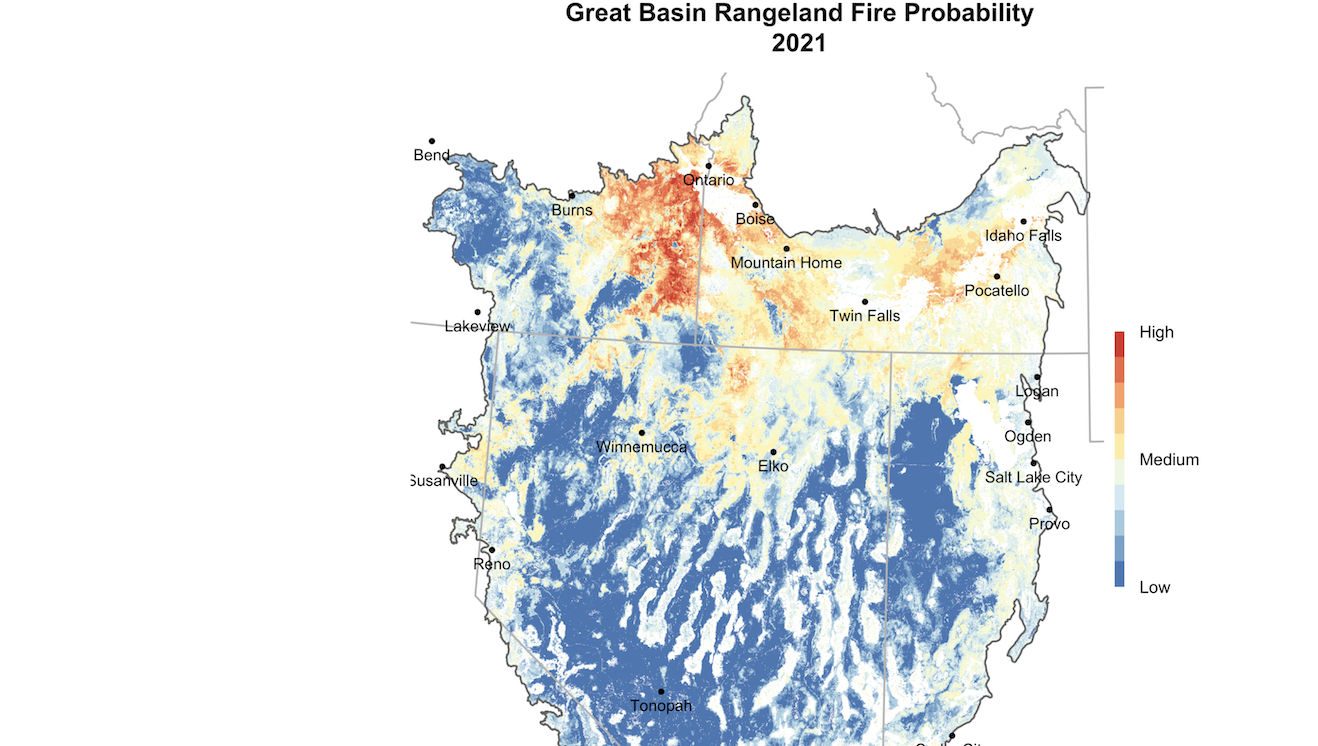 Great Basin Rangeland Fire Probability
2021
Bend
Ontario
Burns
Boise
Idaho Falls
Mountain Home
Pocatello
Twin Falls
Lakeview
High
Logan
Ogden
Winnemucca
Medium
Elko
Salt Lake City
Susanville
Provo
Reno
Low
Tonopah